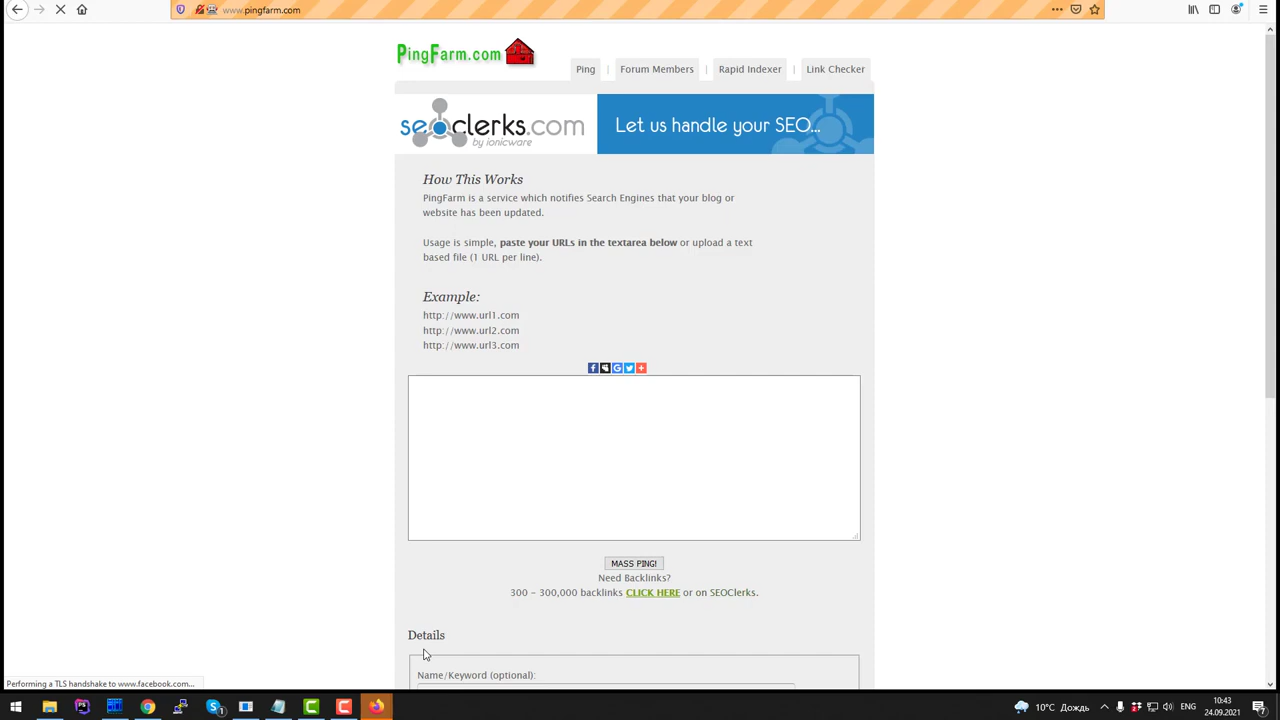 www.pingfarm.com
PingFarm.com
Ping | Forum Members | Rapid Indexer | Link Checker
seoclerks.com
by ionicware
Let us handle your SEO...
How This Works
PingFarm is a service which notifies Search Engines that your blog or
website has been updated.
Usage is simple, paste your URLs in the textarea below or upload a text
based file (1 URL per line).
Example:
http://www.url1.com
http://www.url2.com
http://www.url3.com
MASS PING!
Need Backlinks?
300 - 300,000 backlinks CLICK HERE or on SEOClerks.
Details
Name/Keyword (optional):
Performing a TLS handshake to www.facebook.com...
10°C Дождь
ENG
10:43
24.09.2021